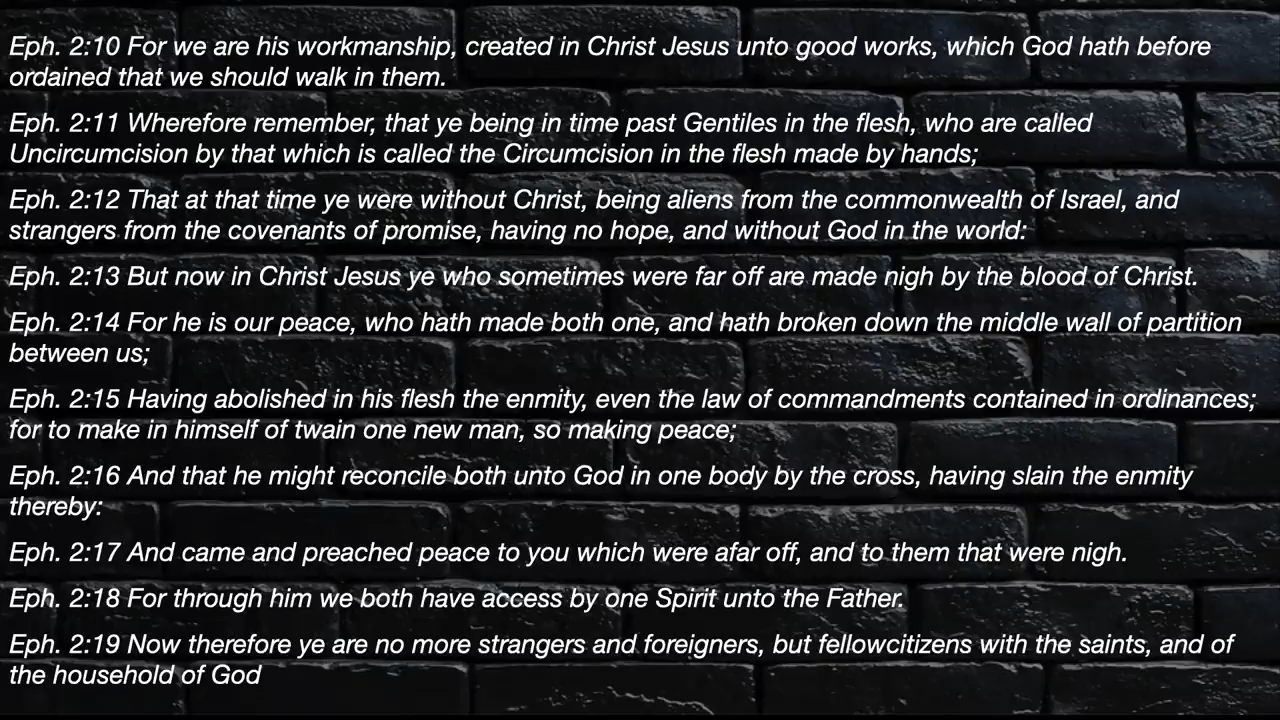 Eph. 2:10 For we are his workmanship, created in Christ Jesus unto good works, which God hath before
ordained that we should walk in them.
Eph. 2:11 Wherefore remember, that ye being in time past Gentiles in the flesh, who are called
Uncircumcision by that which is called the Circumcision in the flesh made by hands;
Eph. 2:12 That at that time ye were without Christ, being aliens from the commonwealth of Israel, and
strangers from the covenants of promise, having no hope, and without God in the world:
Eph. 2:13 But now in Christ Jesus ye who sometimes were far off are made nigh by the blood of Christ.
Eph. 2:14 For he is our peace, who hath made both one, and hath broken down the middle wall of partition
between us;
Eph. 2:15 Having abolished in his flesh the enmity, even the law of commandments contained in ordinances;
for to make in himself of twain one new man, so making peace;
Eph. 2:16 And that he might reconcile both unto God in one body by the cross, having slain the enmity
thereby:
Eph. 2:17 And came and preached peace to you which were afar off, and to them that were nigh.
Eph. 2:18 For through him we both have access by one Spirit unto the Father.
Eph. 2:19 Now therefore ye are no more strangers and foreigners, but fellowcitizens with the saints, and of
the household of God